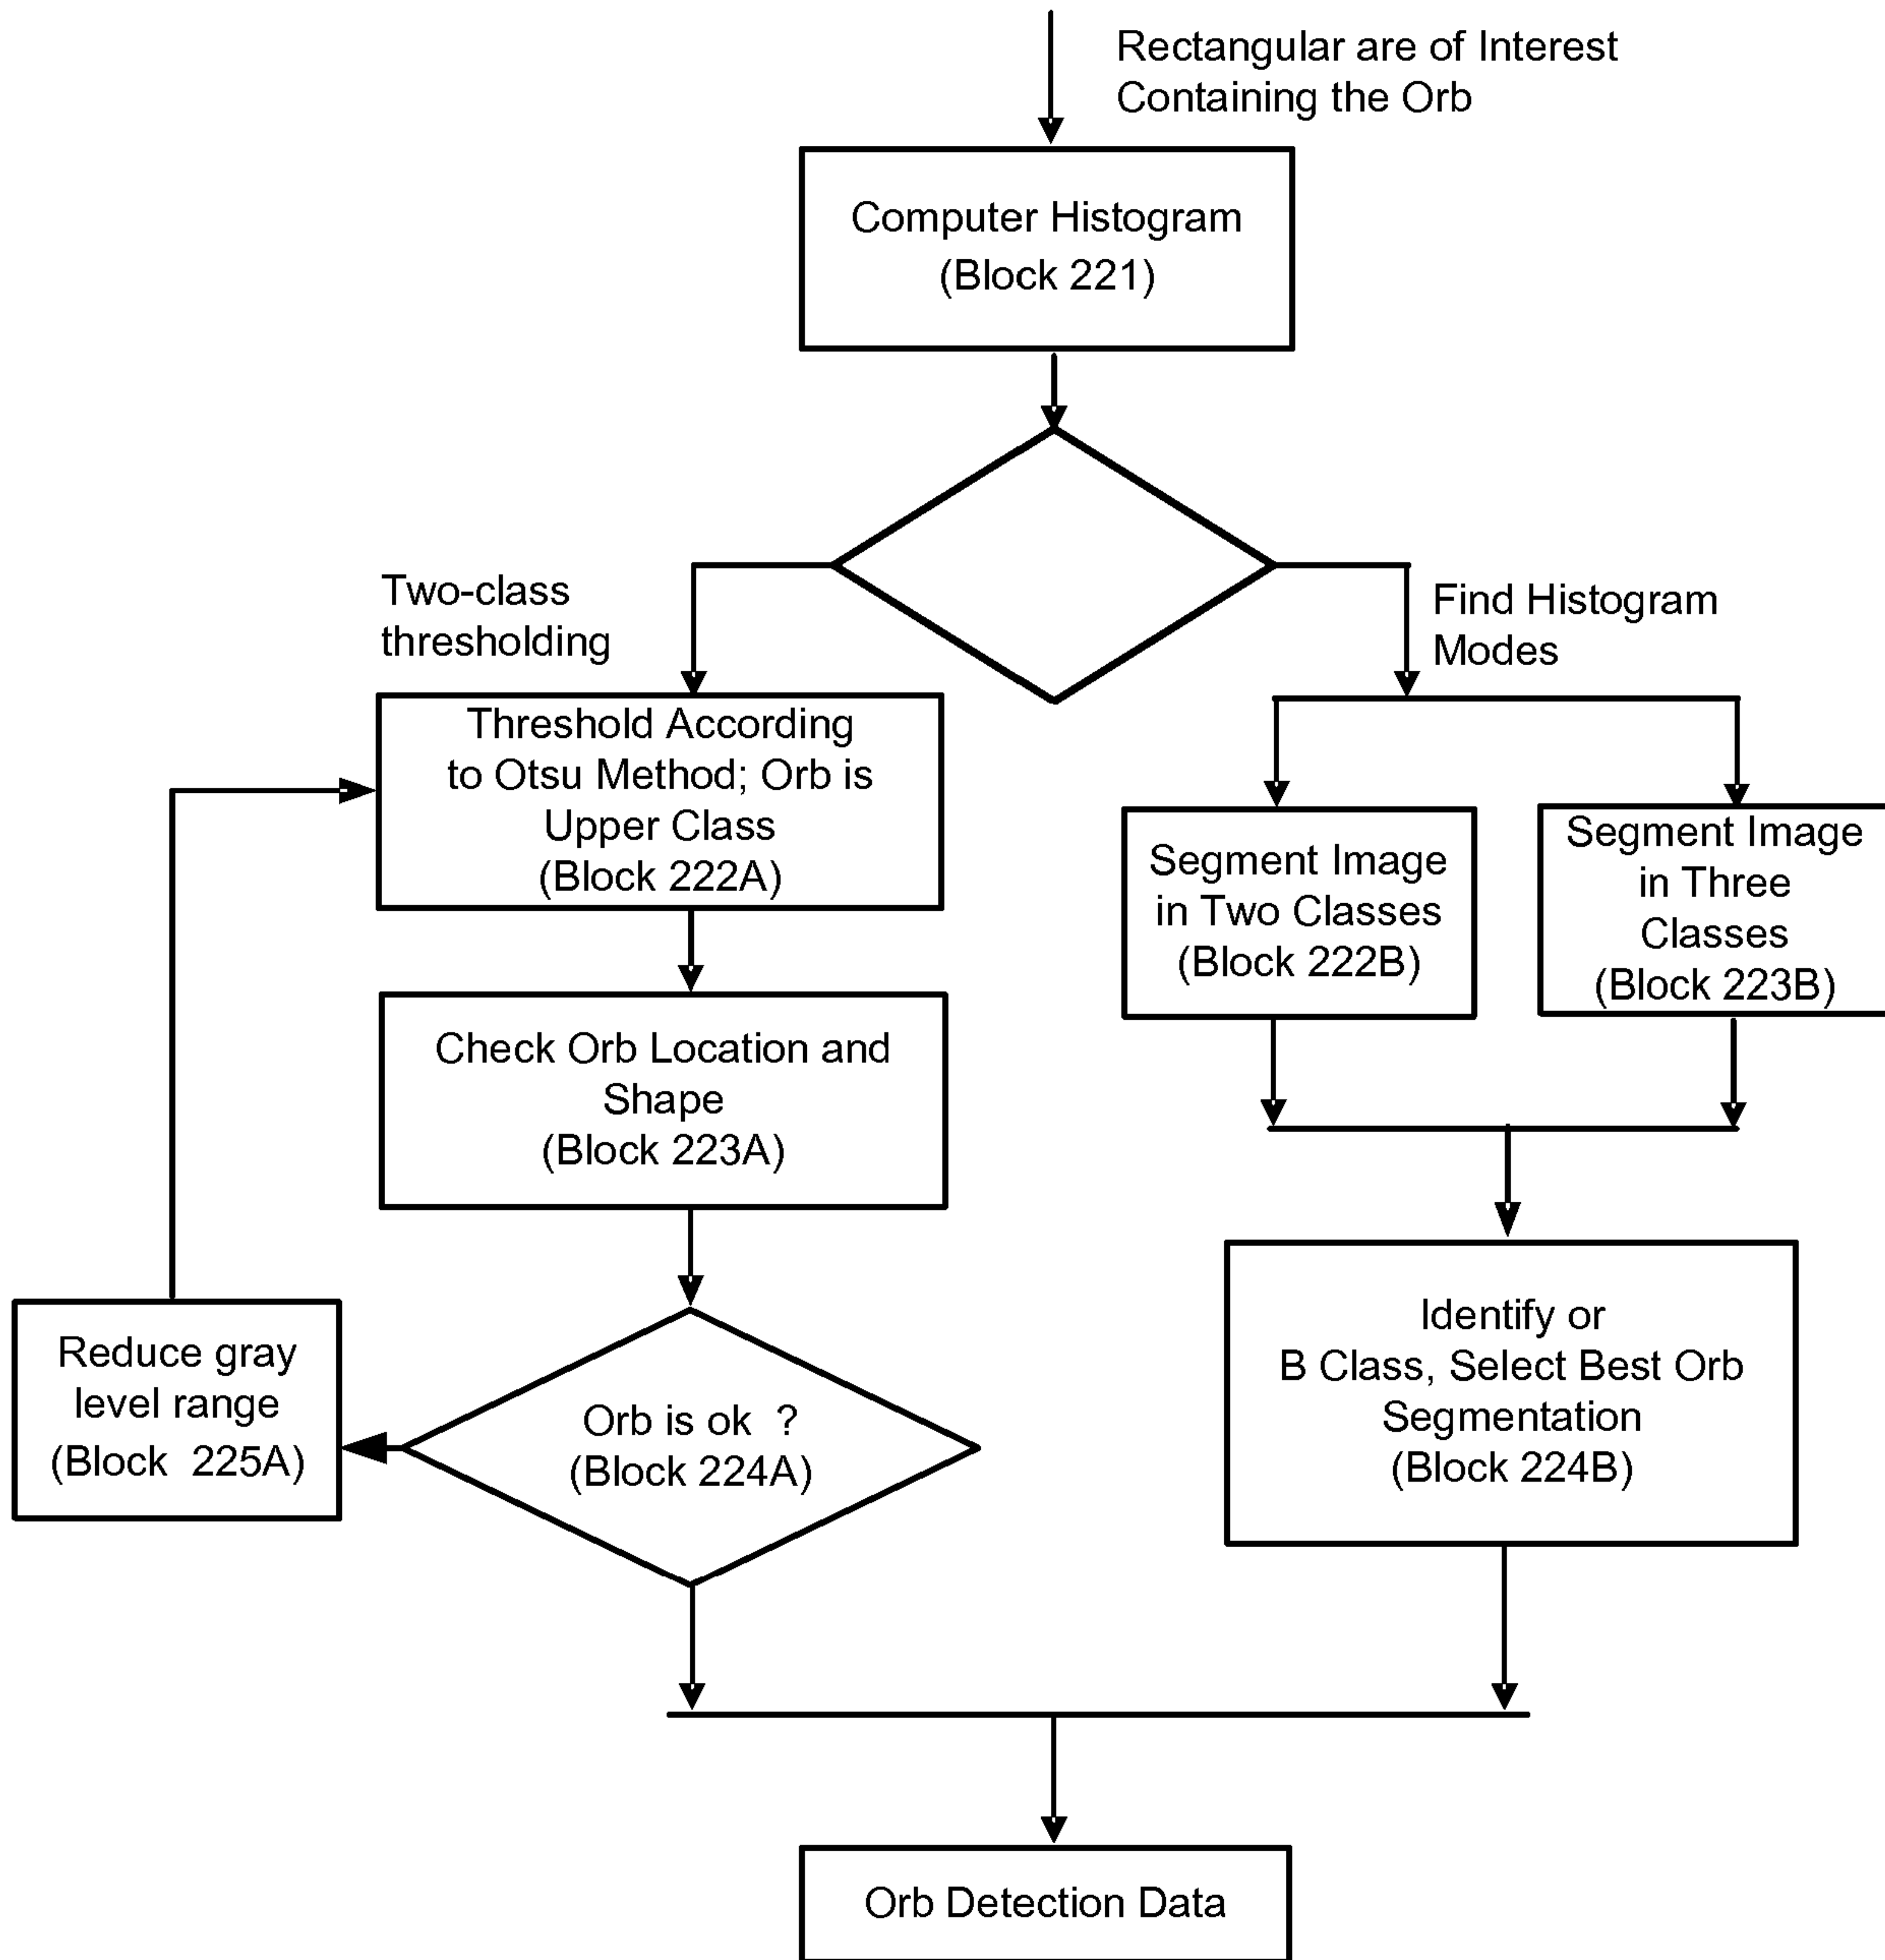 Rectangular are of Interest
Containing the Orb
Computer Histogram
(Block 221)
Two-class
thresholding
Find Histogram
Modes
Threshold According
to Otsu Method; Orb is
Upper Class
(Block 222A)
Segment Image
in Two Classes
(Block 222B)
Segment Image
in Three
Classes
(Block 223B)
Check Orb Location and
Shape
(Block 223A)
Reduce gray
level range
(Block 225A)
Orb is ok ?
(Block 224A)
Identify or
B Class, Select Best Orb
Segmentation
(Block 224B)
Orb Detection Data